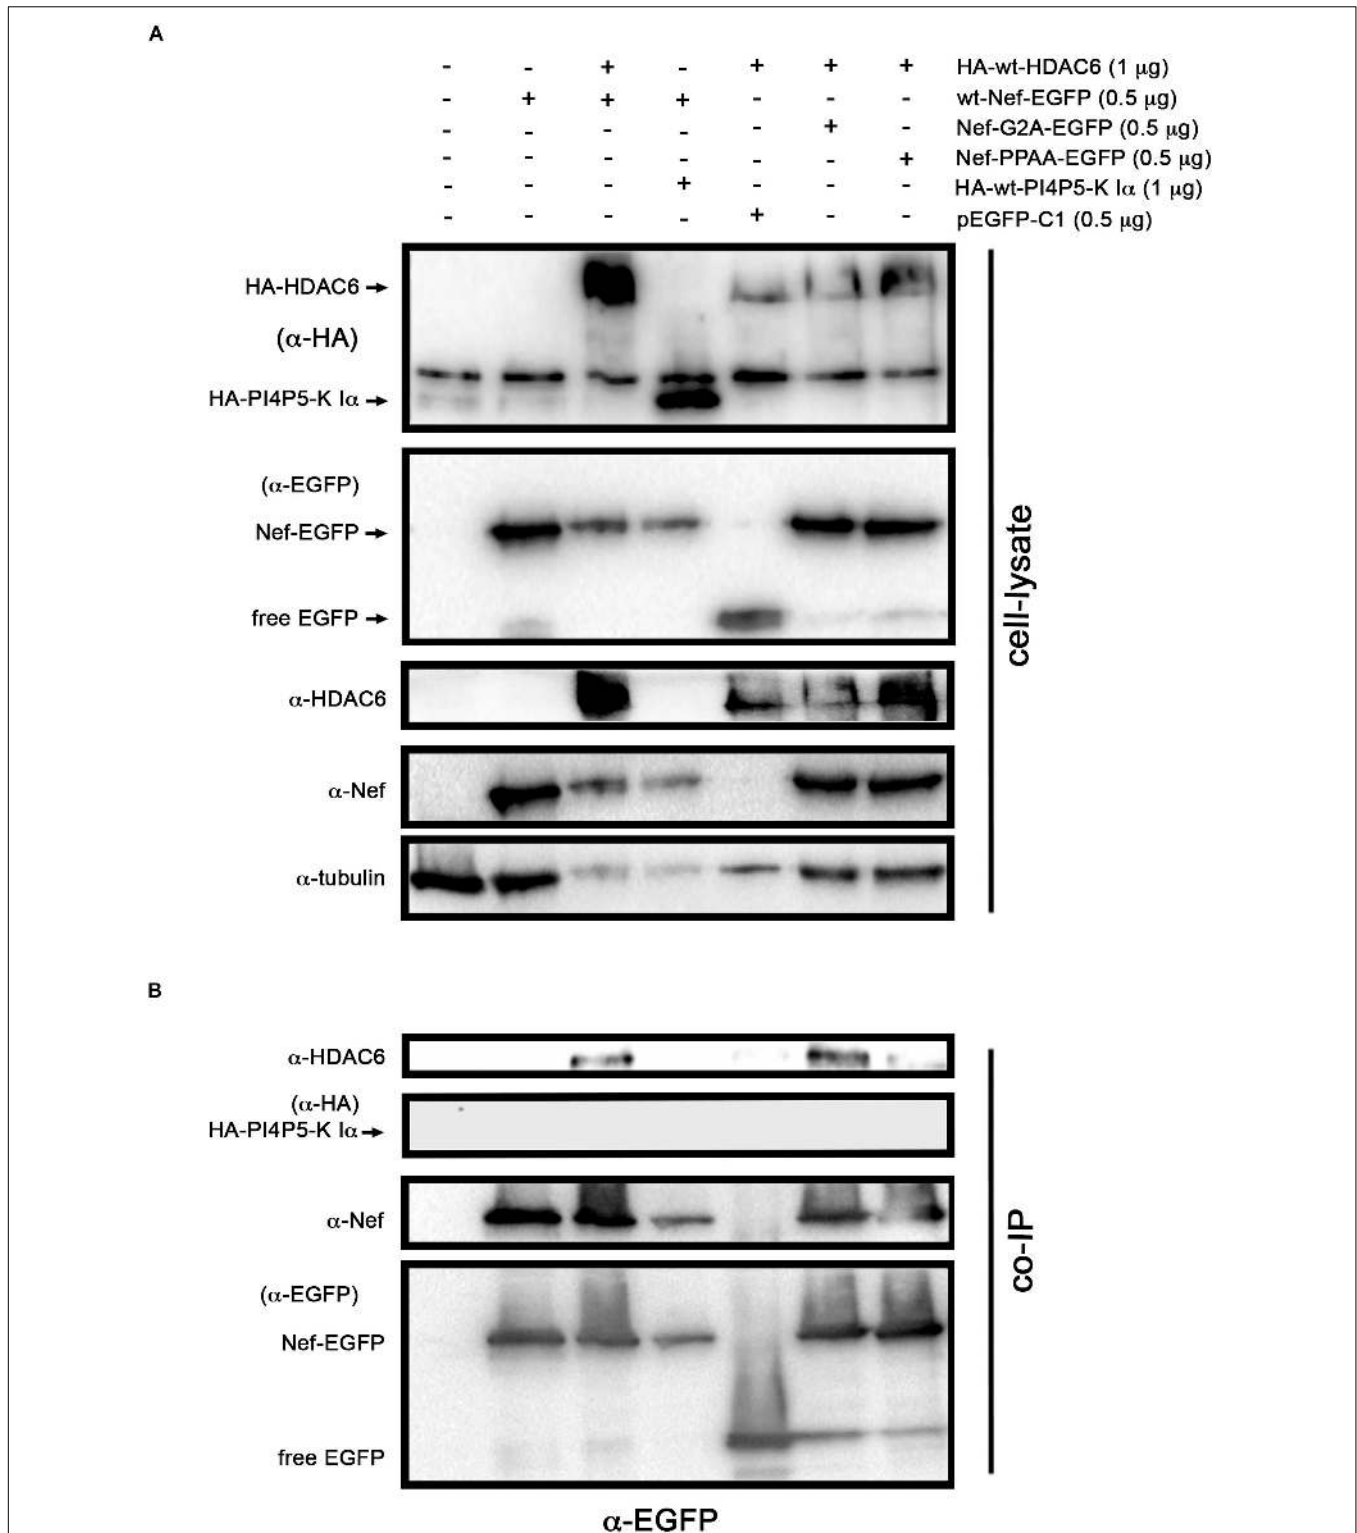 A
- - + - + + + HA-wt-HDAC6 (1 μg)
- + + + - - - wt-Nef-EGFP (0.5 μg)
- - - - - + - Nef-G2A-EGFP (0.5 μg)
- - - - - - + Nef-PPAA-EGFP (0.5 μg)
- - - + - - - HA-wt-PI4P5-K Iα (1 μg)
- - - - + - - pEGFP-C1 (0.5 μg)
HA-HDAC6 →
(α-HA)
HA-PI4P5-K Iα →
(α-EGFP)
Nef-EGFP →
free EGFP →
α-HDAC6
α-Nef
α-tubulin
cell-lysate
B
α-HDAC6
(α-HA)
HA-PI4P5-K Iα →
α-Nef
(α-EGFP)
Nef-EGFP
free EGFP
co-IP
α-EGFP